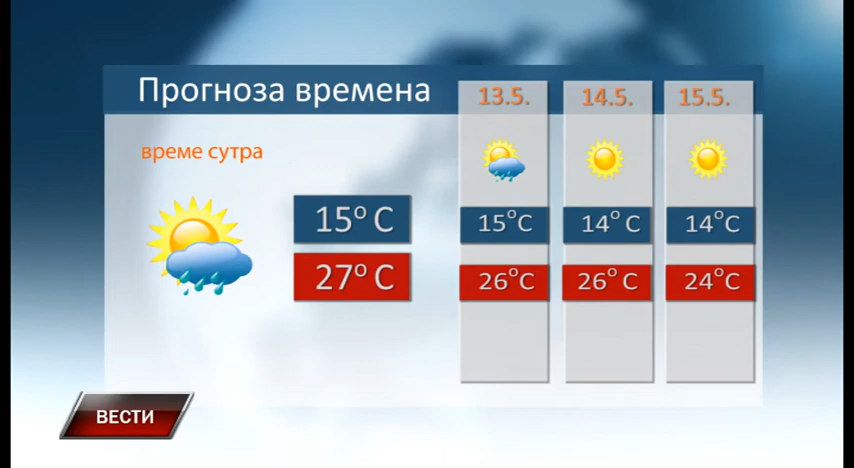 Прогноза времена
време сутра
15° C
27° C
13.5.
14.5.
15.5.
15°C
14°C
14°C
26°C
26°C
24°C
ВЕСТИ